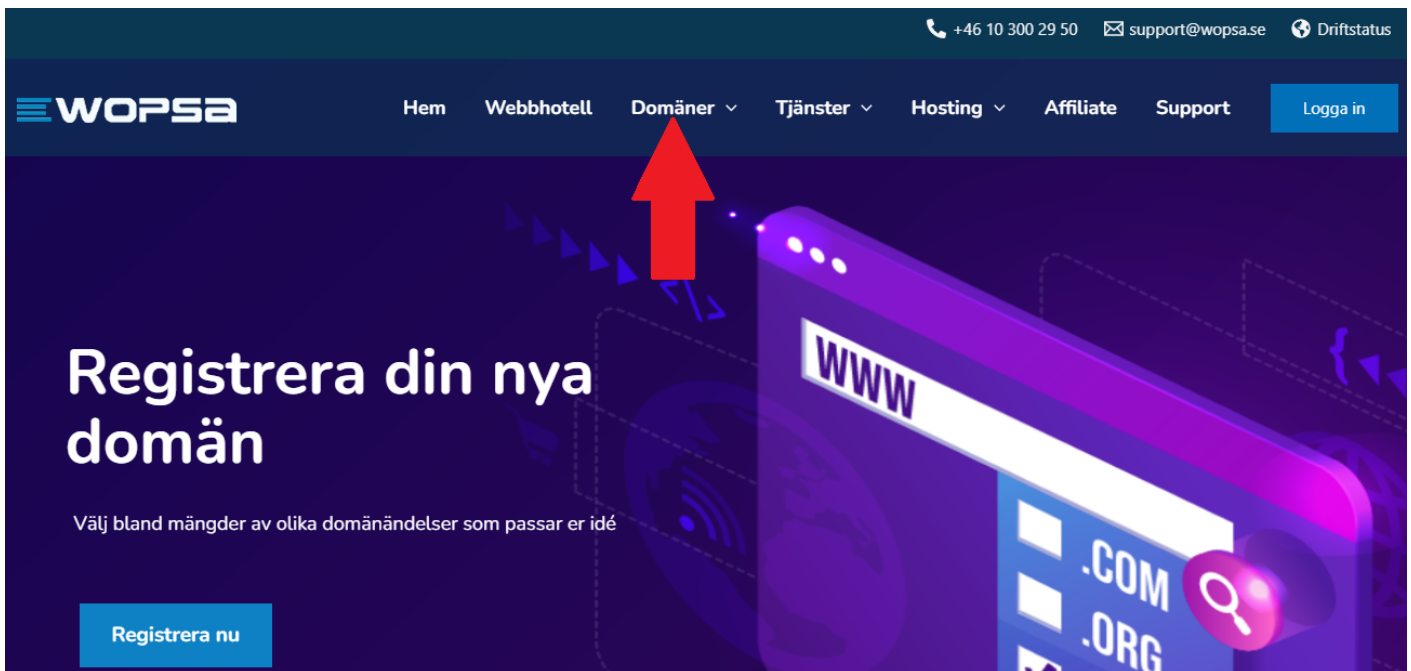 +46 10 300 29 50 support@wopsa.se Driftstatus
WOPSA Hem Webbhotell Domäner Tjänster Hosting Affiliate Support Logga in
Registrera din nya
domän
Välj bland mängder av olika domänändelser som passar er idé
Registrera nu
WWW
</>
{
.COM
.ORG